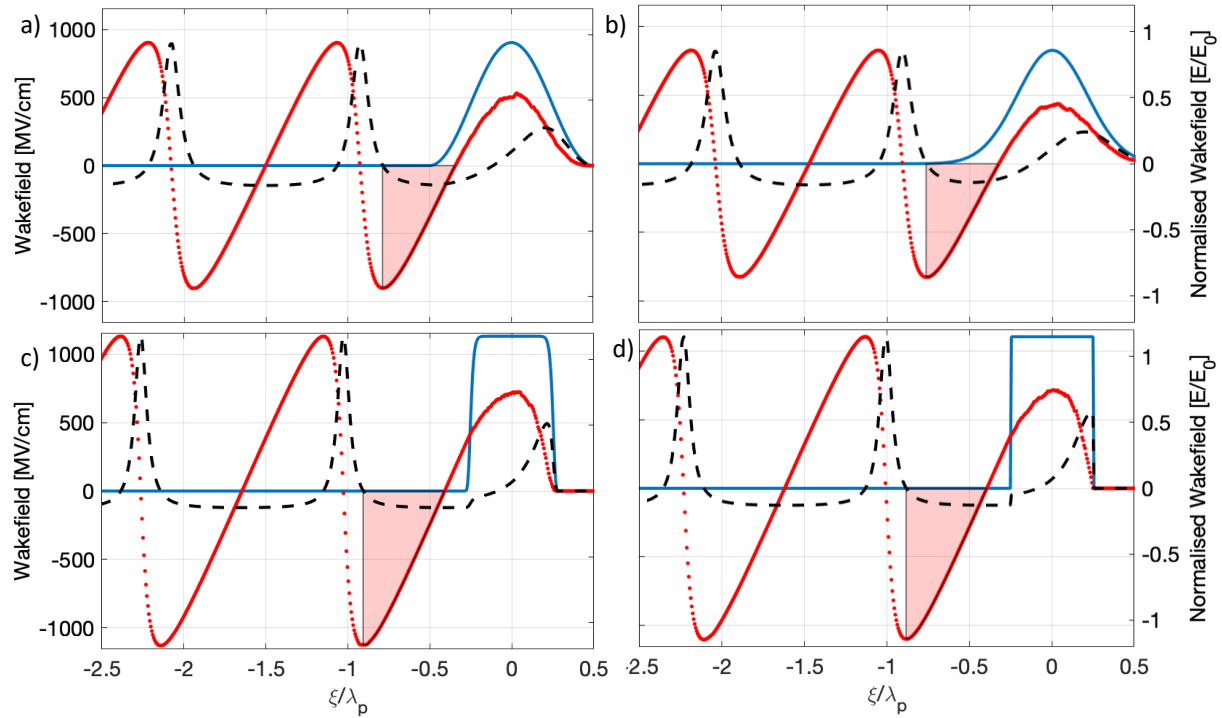 a)
b)
1000
500
0
-500
-1000
Wakefield [MV/cm]
1
0.5
0
-0.5
-1
Normalised Wakefield [E/E₀]
c)
d)
1000
500
0
-500
-1000
Wakefield [MV/cm]
1
0.5
0
-0.5
-1
Normalised Wakefield [E/E₀]
-2.5 -2 -1.5 -1 -0.5 0 0.5
-2.5 -2 -1.5 -1 -0.5 0 0.5
ξ/λₚ
ξ/λₚ